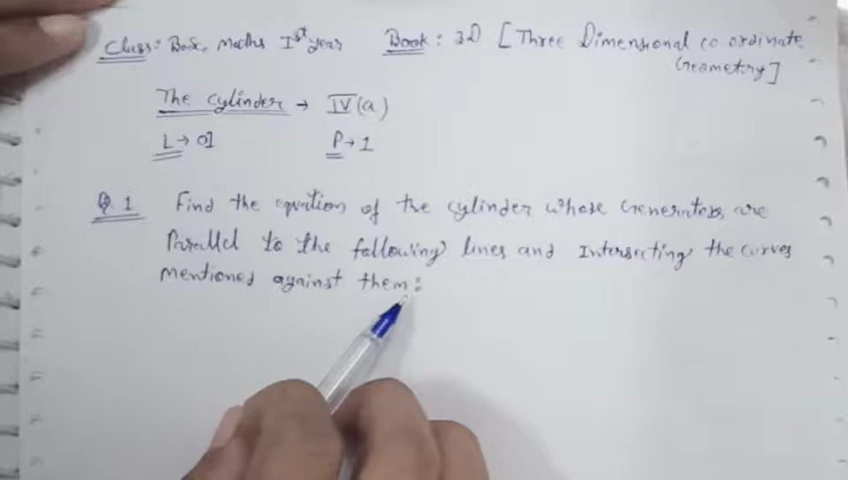 Class: B.Sc. Maths Ist year Book: 3D [Three Dimensional co-ordinate Geometry]
The cylinder → IV(a)
L → 01 P → 1
Q.1 Find the equation of the cylinder whose Generators are
Parallel to the following lines and Intersecting the curves
mentioned against them: